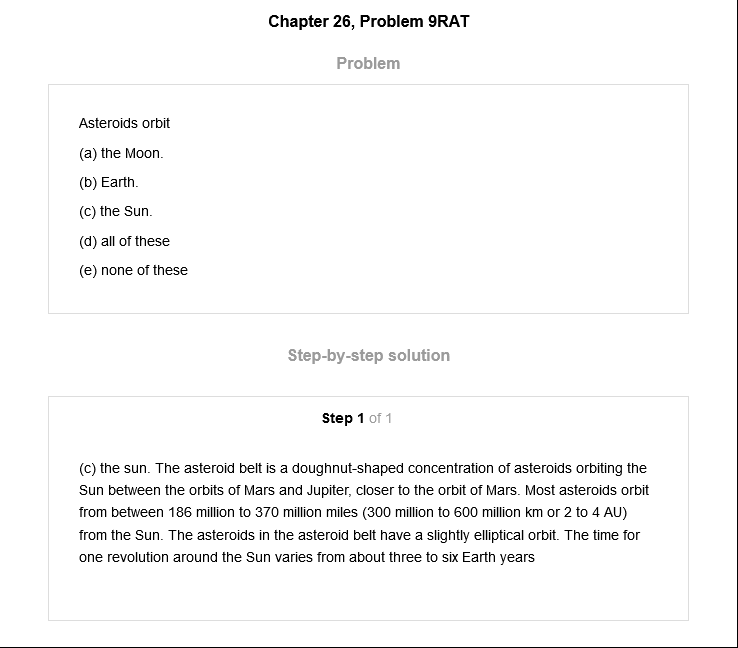 Chapter 26, Problem 9RAT
Problem
Asteroids orbit
(a) the Moon.
(b) Earth.
(c) the Sun.
(d) all of these
(e) none of these
Step-by-step solution
Step 1 of 1
(c) the sun. The asteroid belt is a doughnut-shaped concentration of asteroids orbiting the
Sun between the orbits of Mars and Jupiter, closer to the orbit of Mars. Most asteroids orbit
from between 186 million to 370 million miles (300 million to 600 million km or 2 to 4 AU)
from the Sun. The asteroids in the asteroid belt have a slightly elliptical orbit. The time for
one revolution around the Sun varies from about three to six Earth years